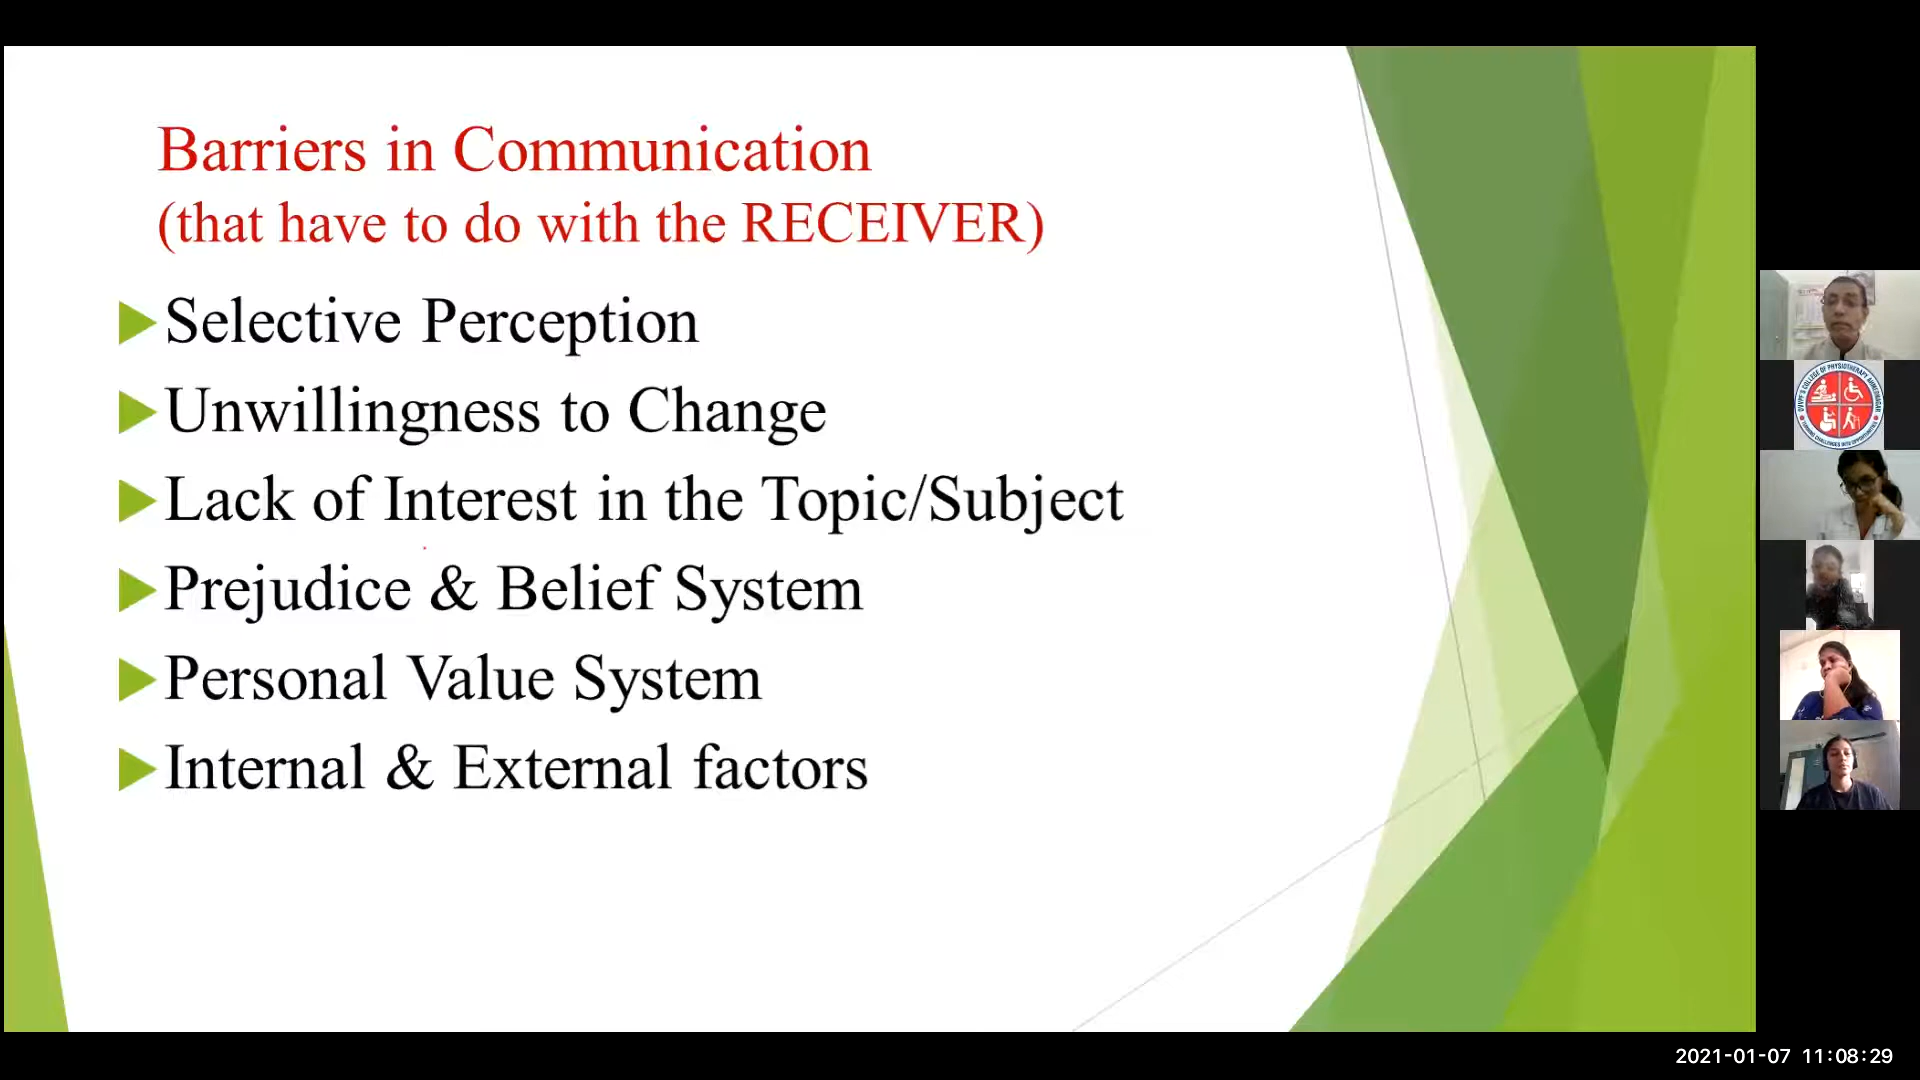 Barriers in Communication
(that have to do with the RECEIVER)
Selective Perception
Unwillingness to Change
Lack of Interest in the Topic/Subject
Prejudice & Belief System
Personal Value System
Internal & External factors
2021-01-07 11:08:29